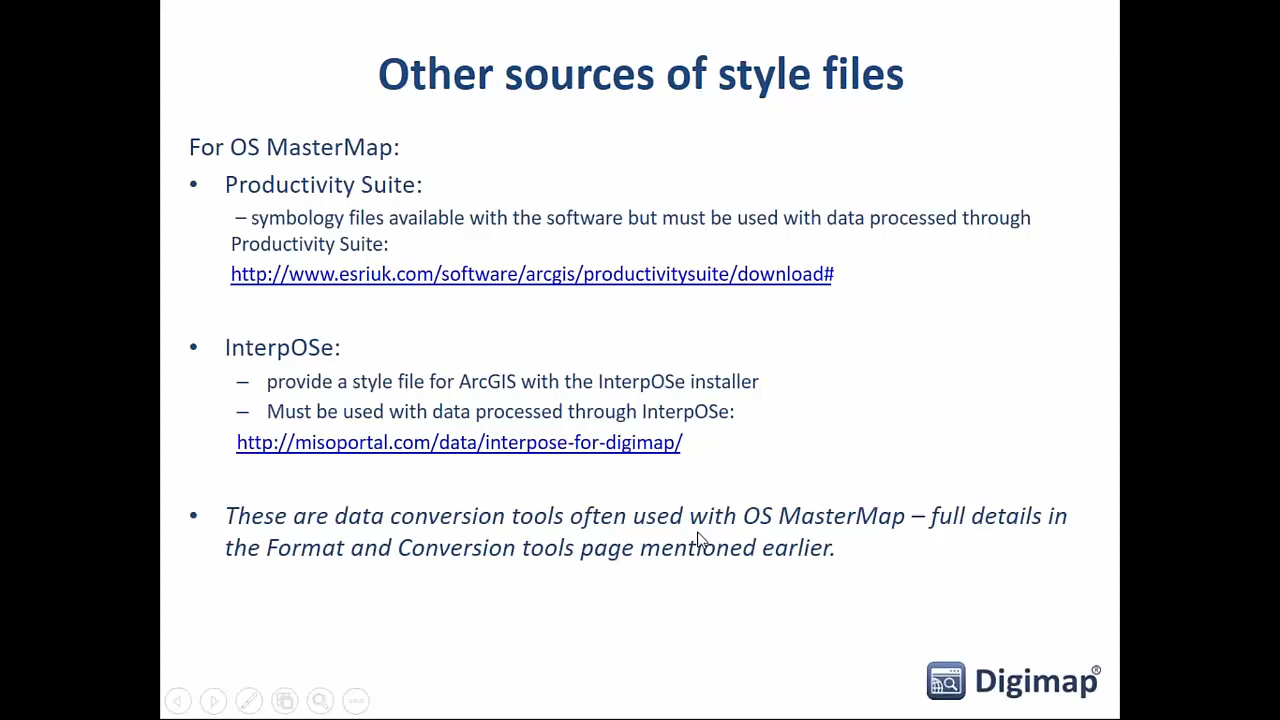 Other sources of style files
For OS MasterMap:
• Productivity Suite:
– symbology files available with the software but must be used with data processed through
Productivity Suite:
http://www.esriuk.com/software/arcgis/productivitysuite/download#
• InterpOSe:
– provide a style file for ArcGIS with the InterpOSe installer
– Must be used with data processed through InterpOSe:
http://misoportal.com/data/interpose-for-digimap/
• These are data conversion tools often used with OS MasterMap – full details in
the Format and Conversion tools page mentioned earlier.
Digimap®